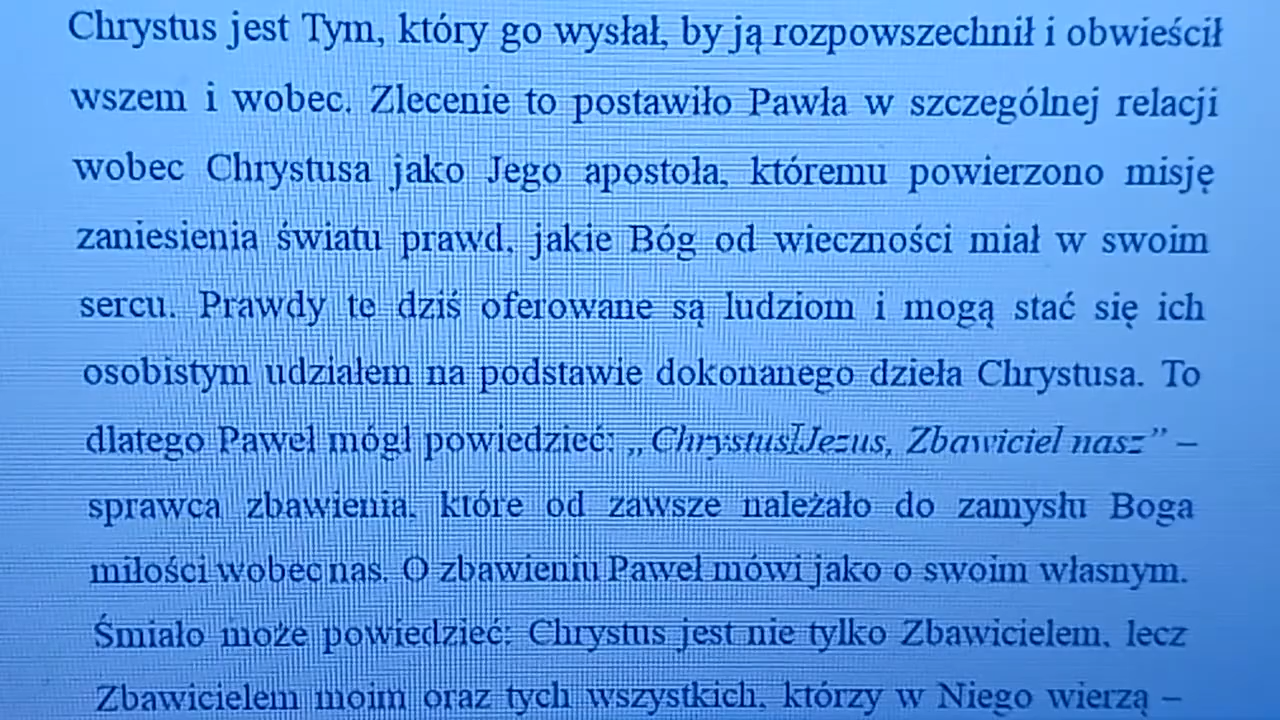 Chrystus jest Tym, który go wysłał, by ją rozpowszechnił i obwieścił
wszem i wobec. Zlecenie to postawiło Pawła w szczególnej relacji
wobec Chrystusa jako Jego apostoła, któremu powierzono misję
zaniesienia światu prawd, jakie Bóg od wieczności miał w swoim
sercu. Prawdy te dziś oferowane są ludziom i mogą stać się ich
osobistym udziałem na podstawie dokonanego dzieła Chrystusa. To
dlatego Paweł mógł powiedzieć: „Chrystus Jezus, Zbawiciel nasz” –
sprawca zbawienia, które od zawsze należało do zamysłu Boga
miłości wobec nas. O zbawieniu Paweł mówi jako o swoim własnym.
Śmiało może powiedzieć: Chrystus jest nie tylko Zbawicielem, lecz
Zbawicielem moim oraz tych wszystkich, którzy w Niego wierzą –